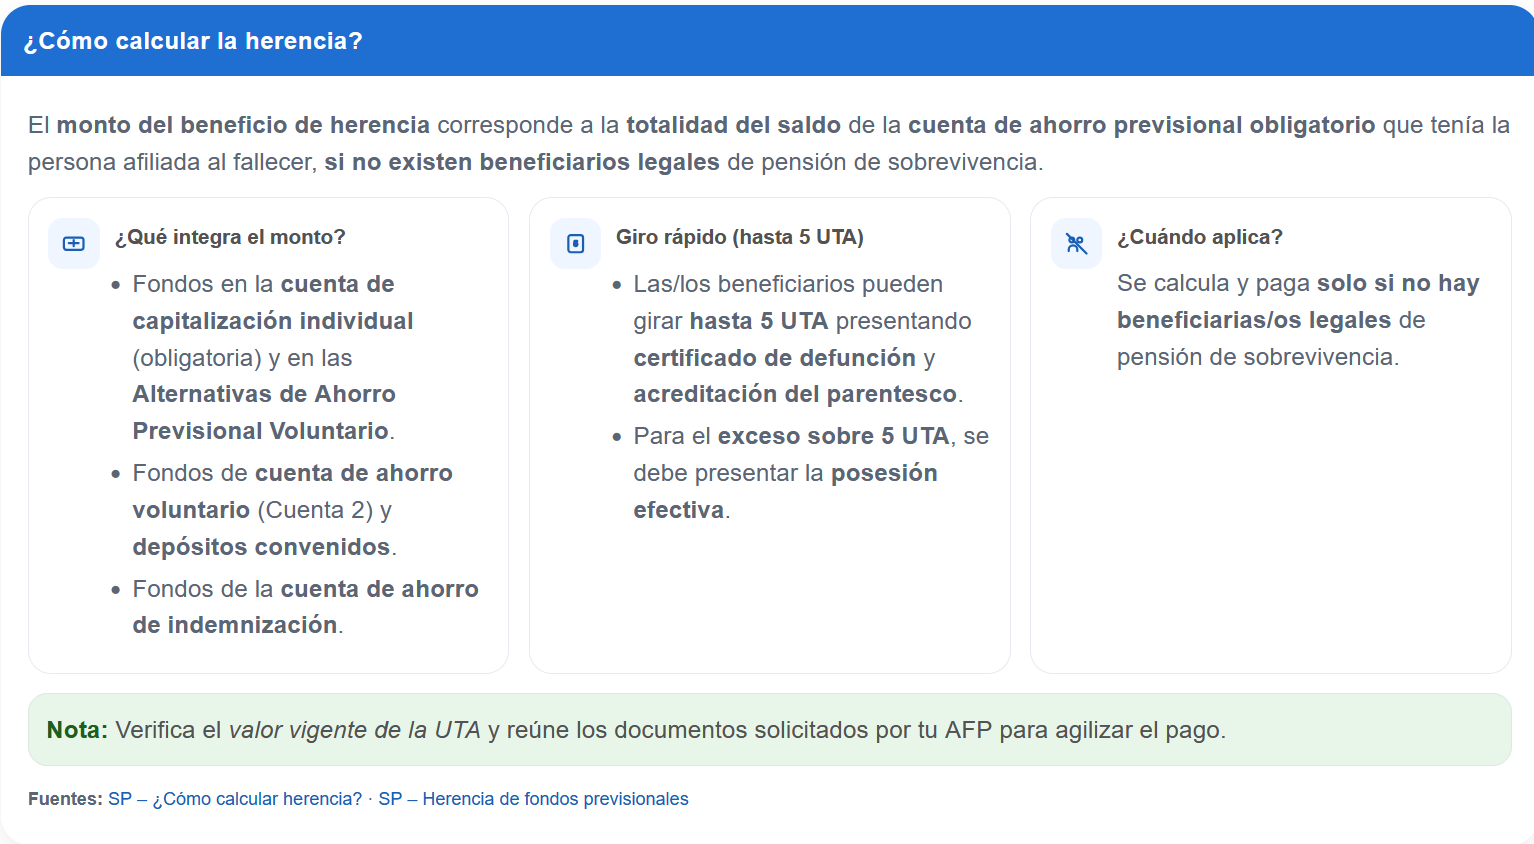 ¿Cómo calcular la herencia?
El monto del beneficio de herencia corresponde a la totalidad del saldo de la cuenta de ahorro previsional obligatorio que tenía la
persona afiliada al fallecer, si no existen beneficiarios legales de pensión de sobrevivencia.
¿Qué integra el monto?
• Fondos en la cuenta de
capitalización individual
(obligatoria) y en las
Alternativas de Ahorro
Previsional Voluntario.
• Fondos de cuenta de ahorro
voluntario (Cuenta 2) y
depósitos convenidos.
• Fondos de la cuenta de ahorro
de indemnización.
Giro rápido (hasta 5 UTA)
• Las/los beneficiarios pueden
girar hasta 5 UTA presentando
certificado de defunción y
acreditación del parentesco.
• Para el exceso sobre 5 UTA, se
debe presentar la posesión
efectiva.
¿Cuándo aplica?
Se calcula y paga solo si no hay
beneficiarias/os legales de
pensión de sobrevivencia.
Nota: Verifica el valor vigente de la UTA y reúne los documentos solicitados por tu AFP para agilizar el pago.
Fuentes: SP – ¿Cómo calcular herencia? · SP – Herencia de fondos previsionales